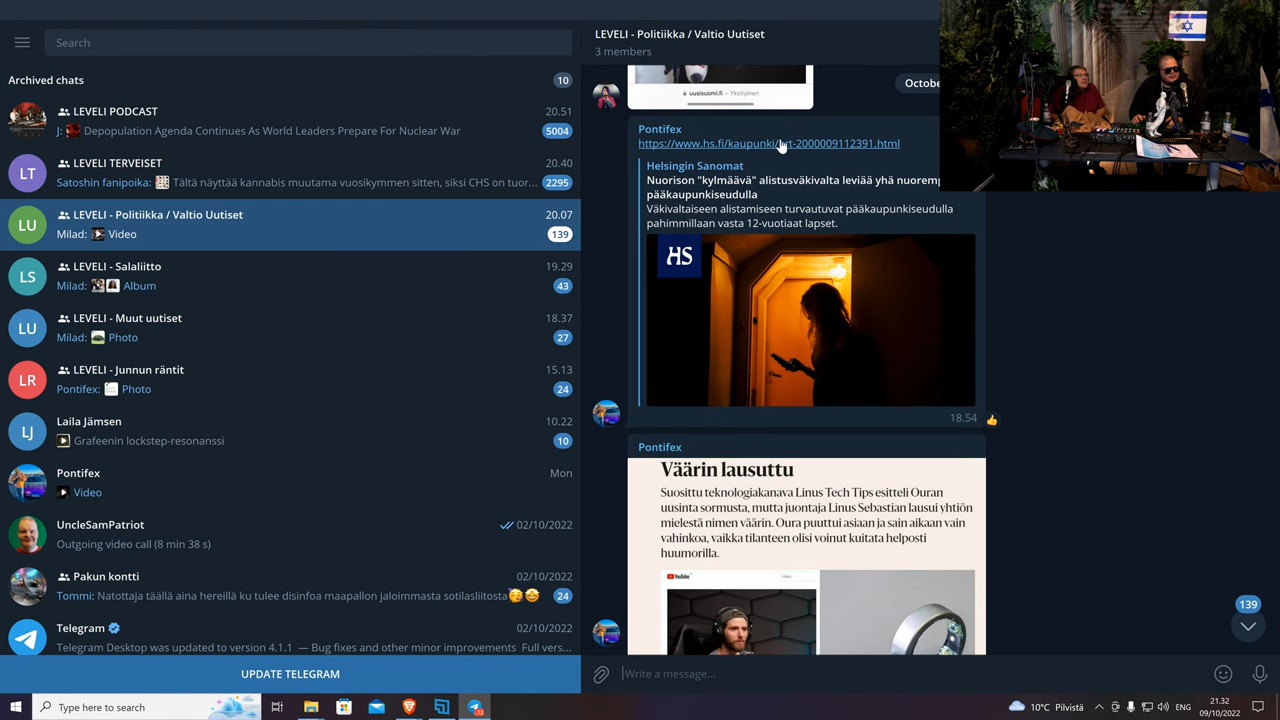 Search
Archived chats
10
LEVELI PODCAST
20.51
J: Depopulation Agenda Continues As World Leaders Prepare For Nuclear War
5004
LT
LEVELI TERVEISET
20.40
Satoshin fanipoika: Tältä näyttää kannabis muutama vuosikymmen sitten, siksi CHS on tuor...
2295
LU
LEVELI - Politiikka / Valtio Uutiset
20.07
Milad: Video
139
LS
LEVELI - Salaliitto
19.29
Milad: Album
43
LU
LEVELI - Muut uutiset
18.37
Milad: Photo
27
LR
LEVELI - Junnun räntit
15.13
Pontifex: Photo
24
LJ
Laila Jämsen
10.22
Grafeenin lockstep-resonanssi
10
Pontifex
Mon
Video
UncleSamPatriot
02/10/2022
Outgoing video call (8 min 38 s)
Pakun kontti
02/10/2022
Tommi: Natottaja täällä aina hereillä ku tulee disinfoa maapallon jaloimmasta sotilasliitosta
24
Telegram
02/10/2022
Telegram Desktop was updated to version 4.1.1 — Bug fixes and other minor improvements Full vers...
UPDATE TELEGRAM
LEVELI - Politiikka / Valtio Uutiset
3 members
uusisuomi.fi – Yksityinen
Pontifex
Helsingin Sanomat
Nuorison "kylmäävä" alistusväkivalta leviää yhä
pääkaupunkiseudulla
Väkivaltaiseen alistamiseen turvautuvat pääkaupunkiseudulla
pahimmillaan vasta 12-vuotiaat lapset.
HS
18.54
Pontifex
Väärin lausuttu
Suosittu teknologiakanava Linus Tech Tips esitteli Ouran
uusinta sormusta, mutta juontaja Linus Sebastian lausui yhtiön
mielestä nimen väärin. Oura puuttui asiaan ja sain aikaan vain
vahinkoa, vaikka tilanteen olisi voinut kuitata helposti
huumorilla.
YouTube
139
Write a message...
Type here to search
10°C Pilvistä
ENG
21.32
09/10/2022